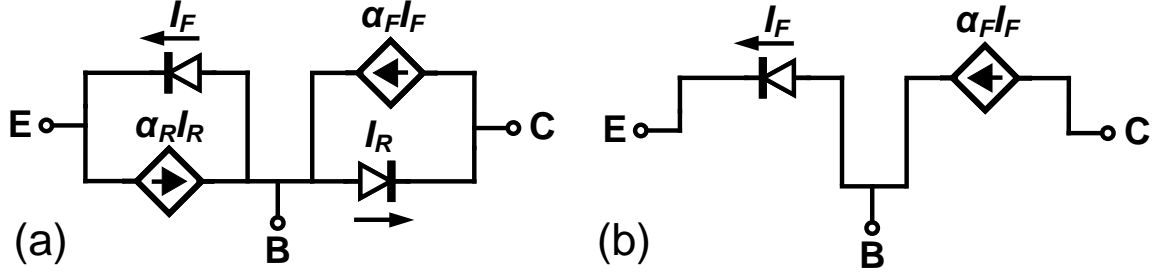 I_F
α_F I_F
E
α_R I_R
I_R
C
B
(a)
I_F
α_F I_F
E
C
B
(b)